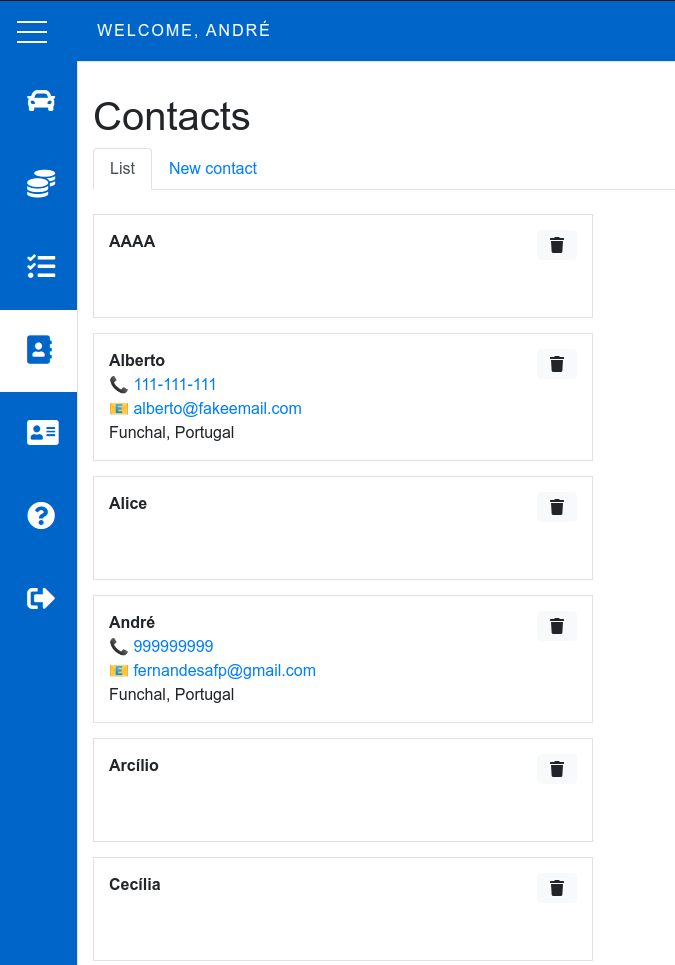 WELCOME, ANDRÉ
Contacts
List
New contact
AAAA
Alberto
111-111-111
alberto@fakeemail.com
Funchal, Portugal
Alice
André
999999999
fernandesafp@gmail.com
Funchal, Portugal
Arcílio
Cecília